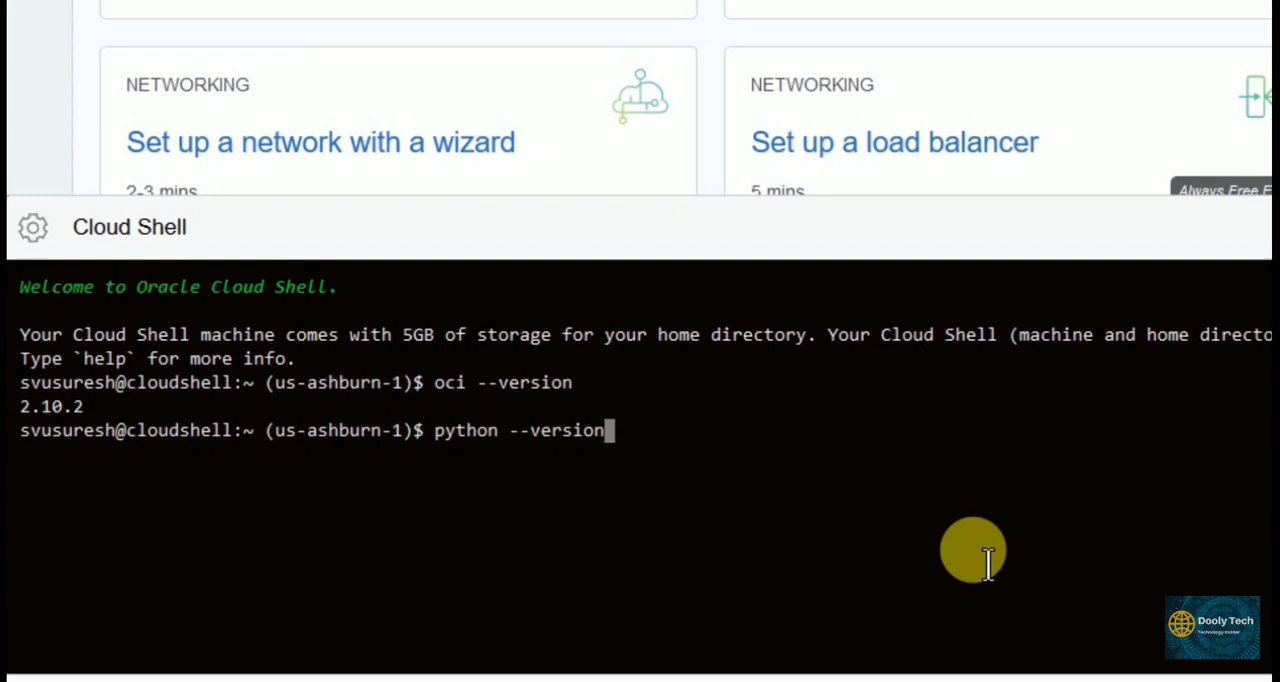 NETWORKING
NETWORKING
Set up a network with a wizard
Set up a load balancer
2-3 mins
5 mins
Always Free E
Cloud Shell
Welcome to Oracle Cloud Shell.
Your Cloud Shell machine comes with 5GB of storage for your home directory. Your Cloud Shell (machine and home directo
Type `help` for more info.
svusuresh@cloudshell:~ (us-ashburn-1)$ oci --version
2.10.2
svusuresh@cloudshell:~ (us-ashburn-1)$ python --version
Dooly Tech
Technology Insider